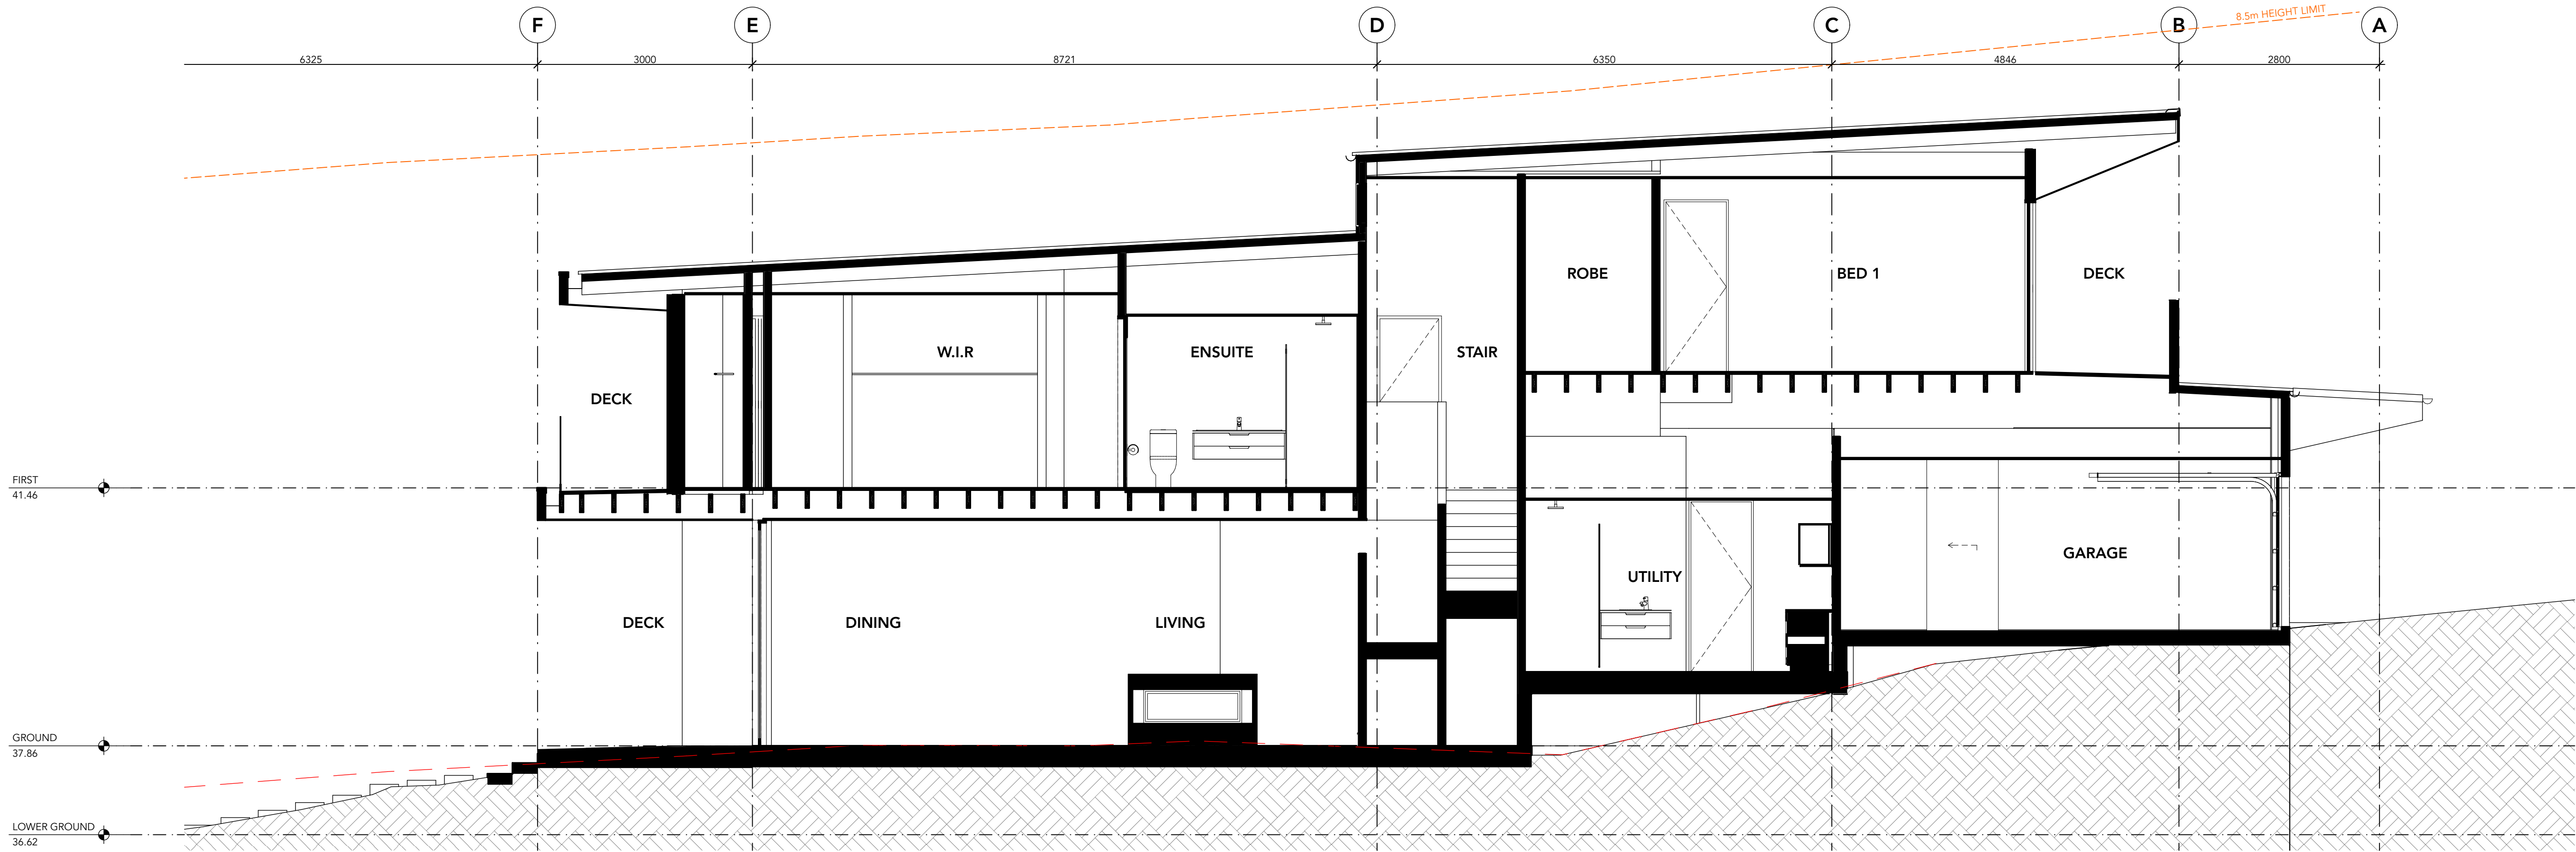 F
E
D
C
B
A
8.5m HEIGHT LIMIT
6325
3000
8721
6350
4846
2800
ROBE
BED 1
DECK
W.I.R
ENSUITE
STAIR
DECK
FIRST
41.46
GARAGE
UTILITY
DECK
DINING
LIVING
GROUND
37.86
LOWER GROUND
36.62